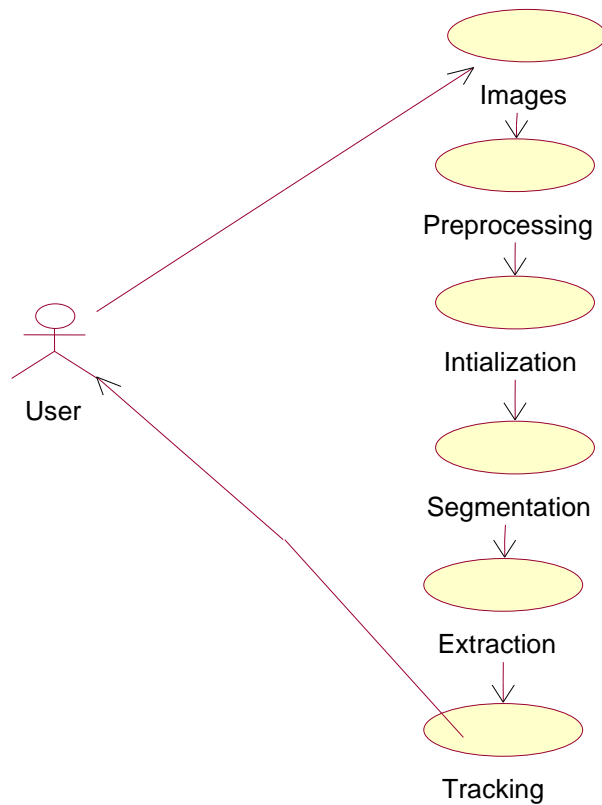 Images
Preprocessing
Intialization
User
Segmentation
Extraction
Tracking